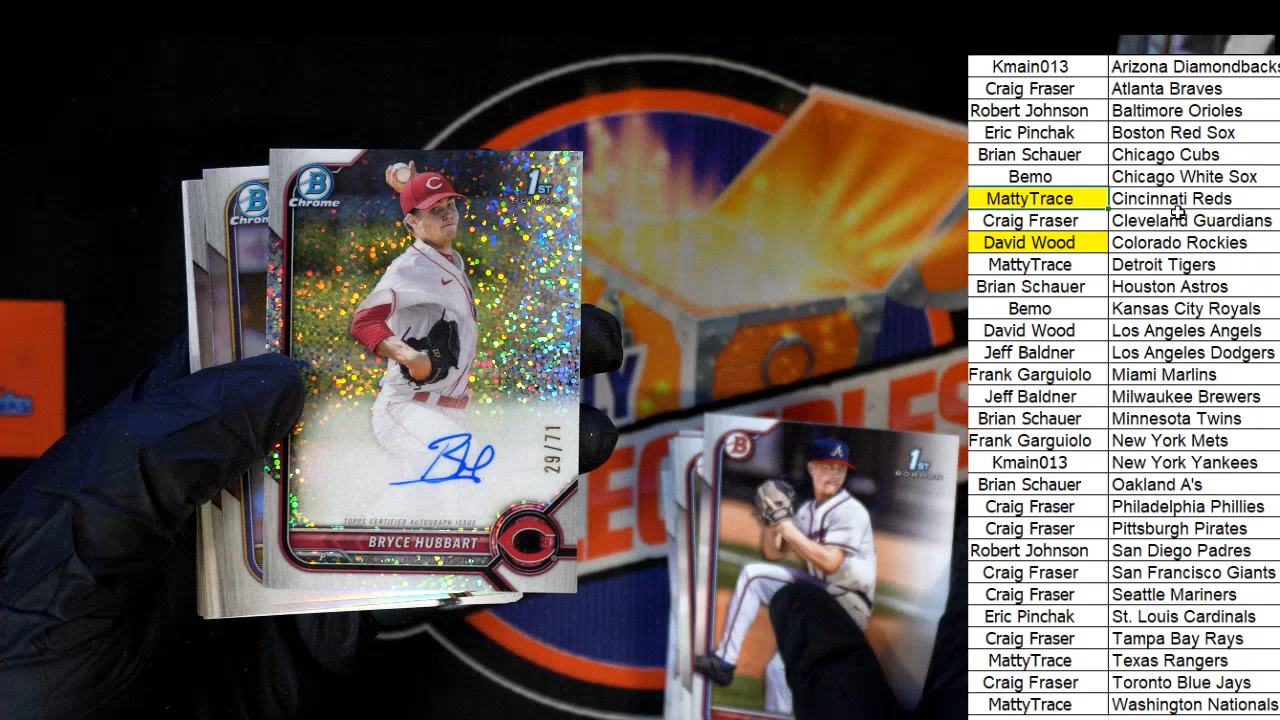 B
Chrome
B
Chrome
1ST
BOWMAN
29/71
TOPPS CERTIFIED AUTOGRAPH ISSUE
BRYCE HUBBART
B
A
1ST
BOWMAN
Kmain013 Arizona Diamondbacks
Craig Fraser Atlanta Braves
Robert Johnson Baltimore Orioles
Eric Pinchak Boston Red Sox
Brian Schauer Chicago Cubs
Bemo Chicago White Sox
MattyTrace Cincinnati Reds
Craig Fraser Cleveland Guardians
David Wood Colorado Rockies
MattyTrace Detroit Tigers
Brian Schauer Houston Astros
Bemo Kansas City Royals
David Wood Los Angeles Angels
Jeff Baldner Los Angeles Dodgers
Frank Garguiolo Miami Marlins
Jeff Baldner Milwaukee Brewers
Brian Schauer Minnesota Twins
Frank Garguiolo New York Mets
Kmain013 New York Yankees
Brian Schauer Oakland A's
Craig Fraser Philadelphia Phillies
Craig Fraser Pittsburgh Pirates
Robert Johnson San Diego Padres
Craig Fraser San Francisco Giants
Craig Fraser Seattle Mariners
Eric Pinchak St. Louis Cardinals
Craig Fraser Tampa Bay Rays
MattyTrace Texas Rangers
Craig Fraser Toronto Blue Jays
MattyTrace Washington Nationals